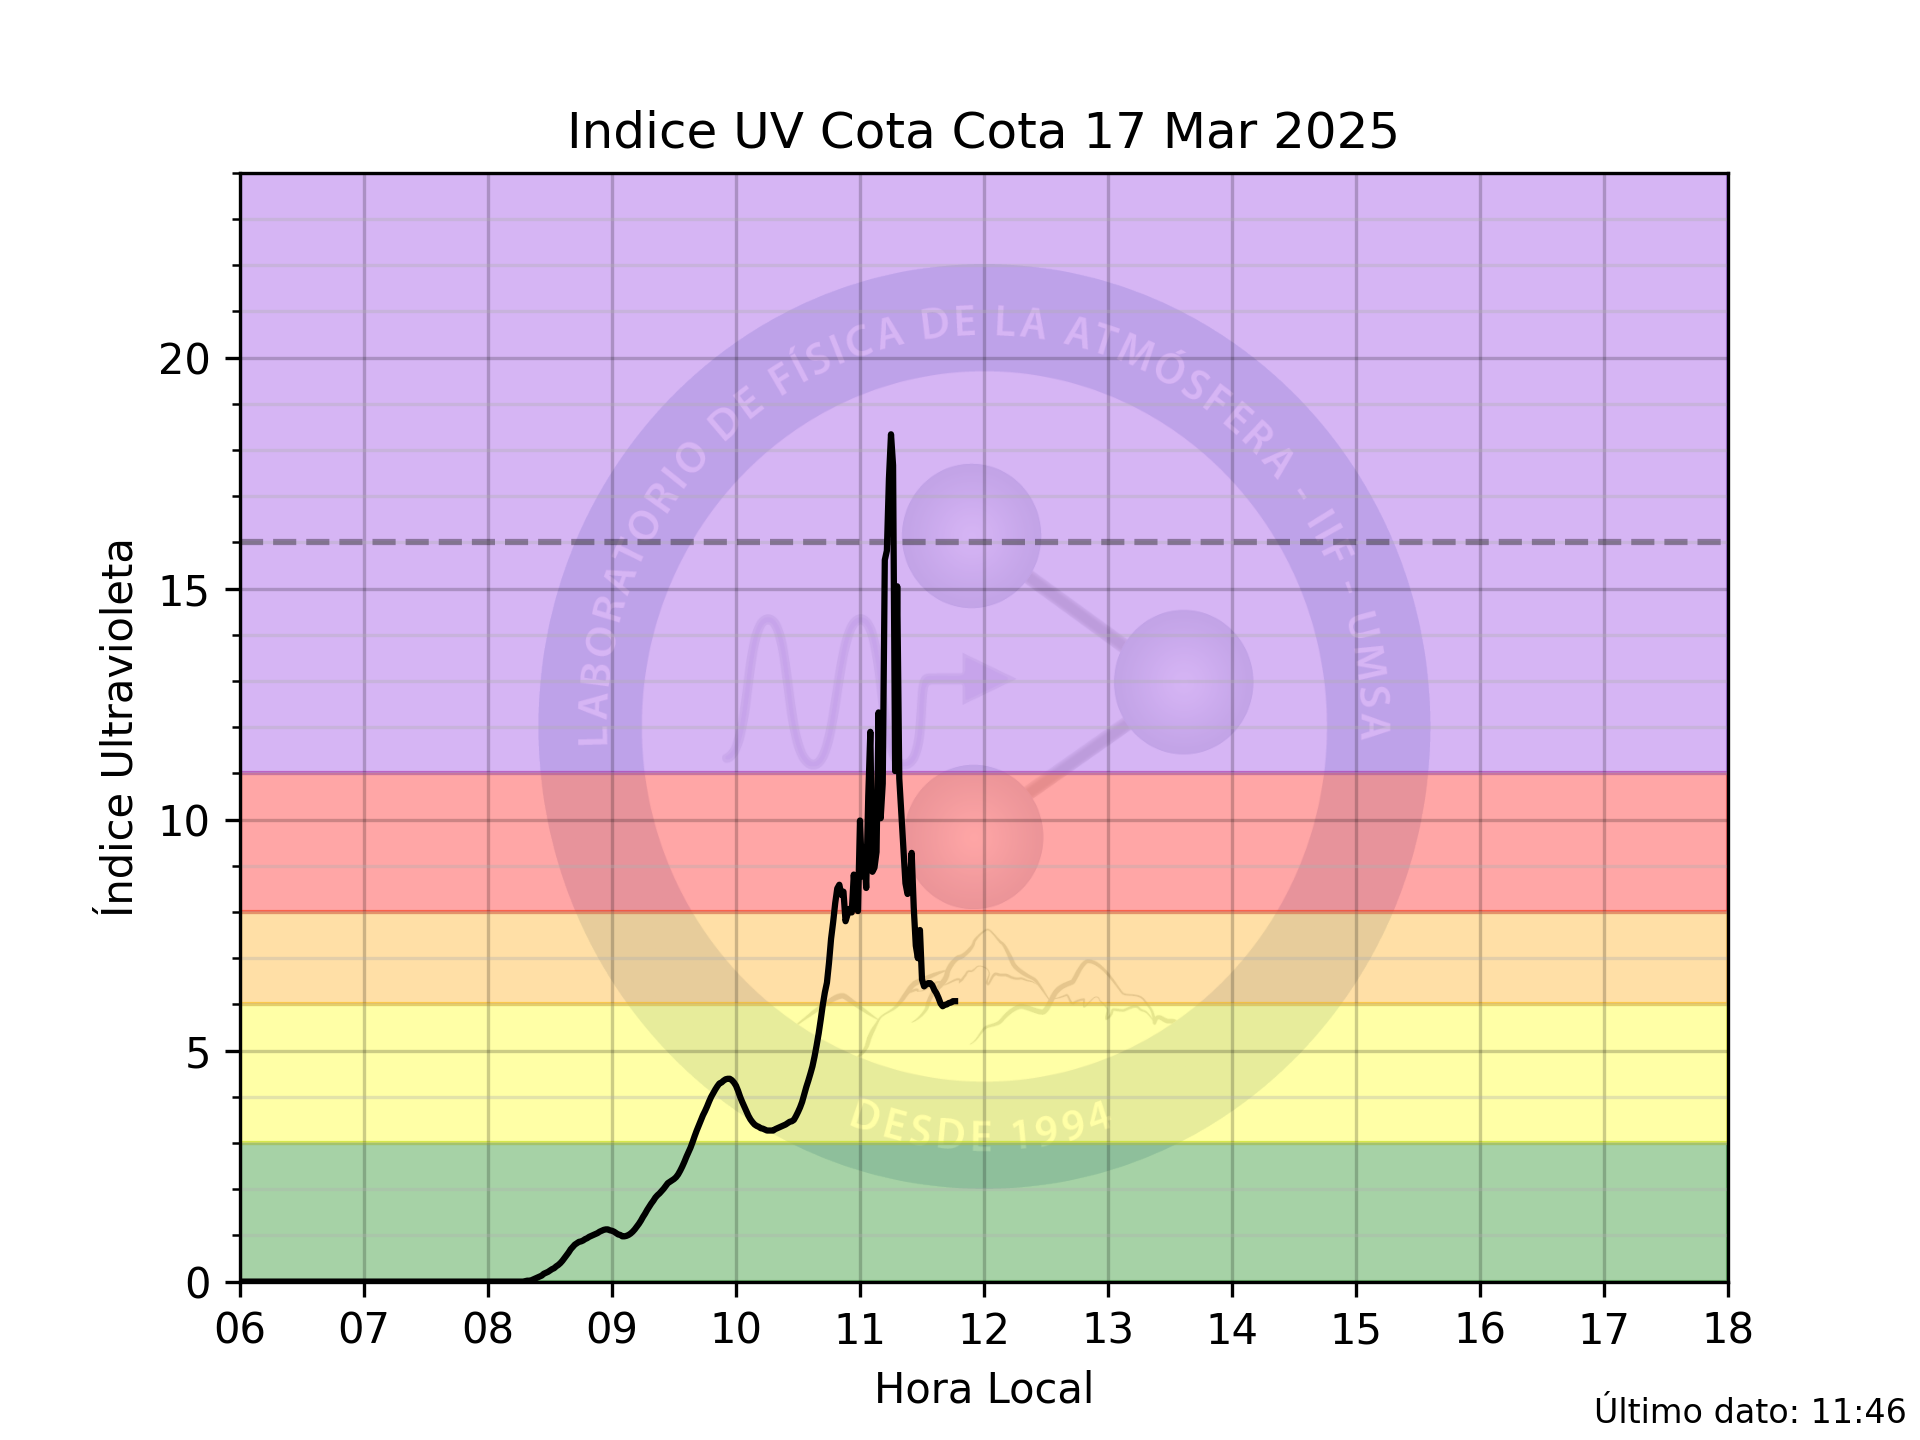 Indice UV Cota Cota 17 Mar 2025
Índice Ultravioleta
20
15
10
5
0
LABORATORIO DE FÍSICA DE LA ATMÓSFERA - IIF - UMSA
DESDE 1994
06 07 08 09 10 11 12 13 14 15 16 17 18
Hora Local
Último dato: 11:46